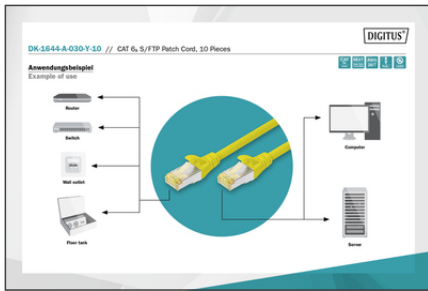 DIGITUS®
DK-1644-A-030-Y-10 // CAT 6A S/FTP Patch Cord, 10 Pieces
Anwendungsbeispiel
Example of use
Router
Switch
Wall outlet
Floor tank
Computer
Server